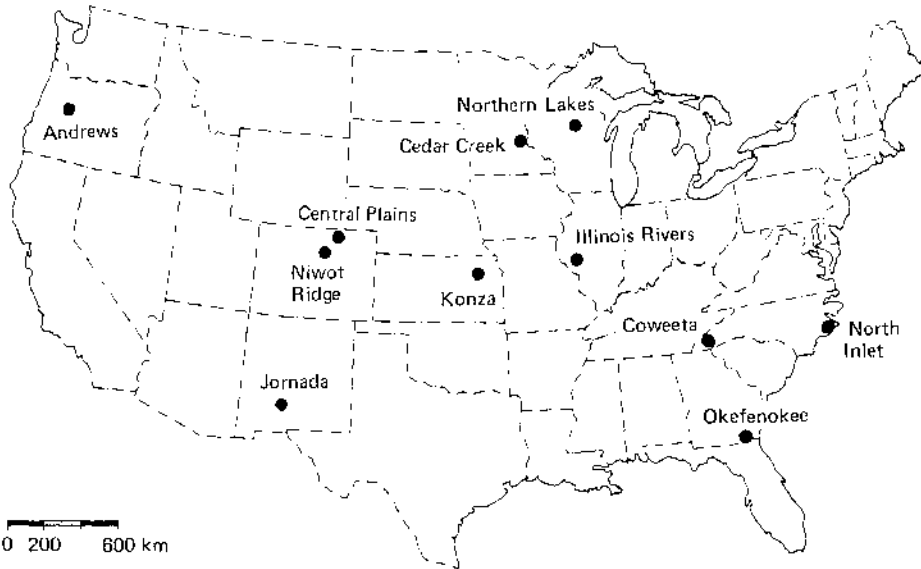 Northern Lakes
Andrews
Cedar Creek
Central Plains
Illinois Rivers
Niwot
Ridge
Konza
Coweeta
North
Inlet
Jornada
Okefenokee
0 200 600 km